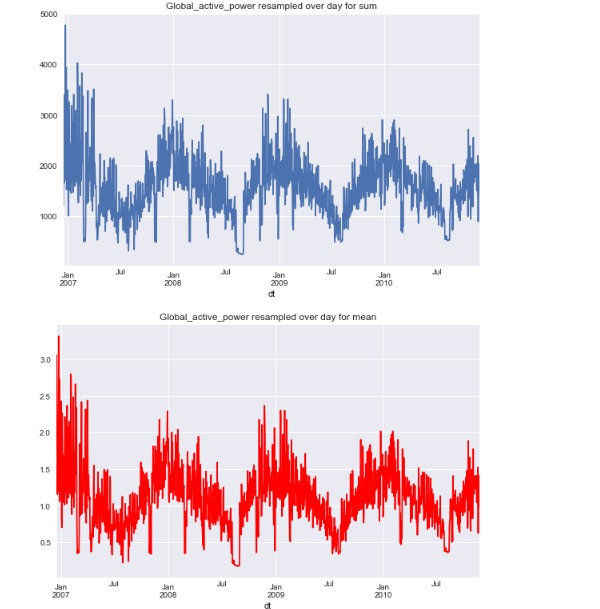 Global_active_power resampled over day for sum
5000
4000
3000
2000
1000
Jan Jul Jan Jul Jan Jul Jan Jul
2007 2008 2009 2010
dt
Global_active_power resampled over day for mean
3.0
2.5
2.0
1.5
1.0
0.5
Jan Jul Jan Jul Jan Jul Jan Jul
2007 2008 2009 2010
dt